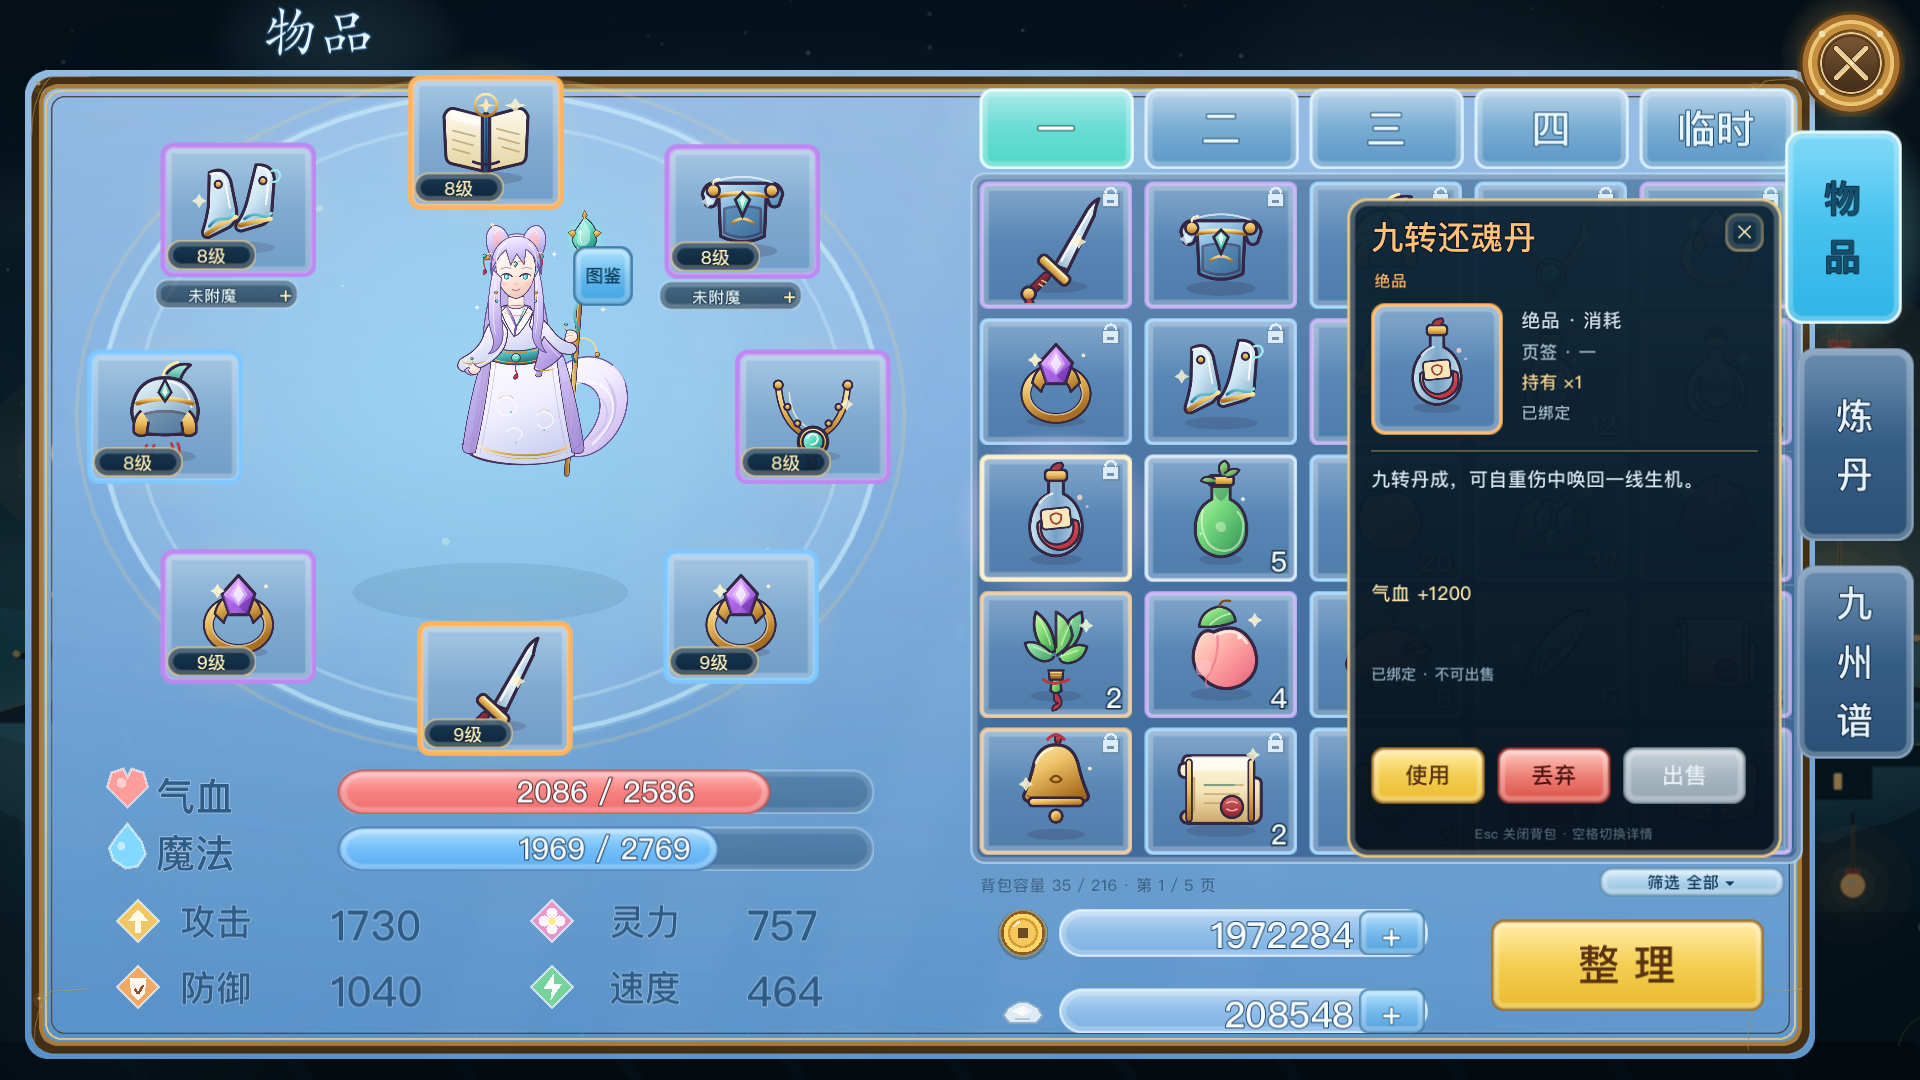 物品
一
二
三
四
临时
8级
8级
未附魔 +
8级
未附魔 +
图鉴
8级
8级
9级
9级
9级
气血
2086 / 2586
魔法
1969 / 2769
攻击 1730
灵力 757
防御 1040
速度 464
5
2
4
2
九转还魂丹
绝品
绝品 · 消耗
页签 · 一
持有 ×1
已绑定
九转丹成，可自重伤中唤回一线生机。
气血 +1200
已绑定 · 不可出售
使用
丢弃
出售
Esc 关闭背包 · 空格切换详情
背包容量 35 / 216 · 第 1 / 5 页
筛选 全部
1972284 +
208548 +
整理
物品
炼丹
九州谱